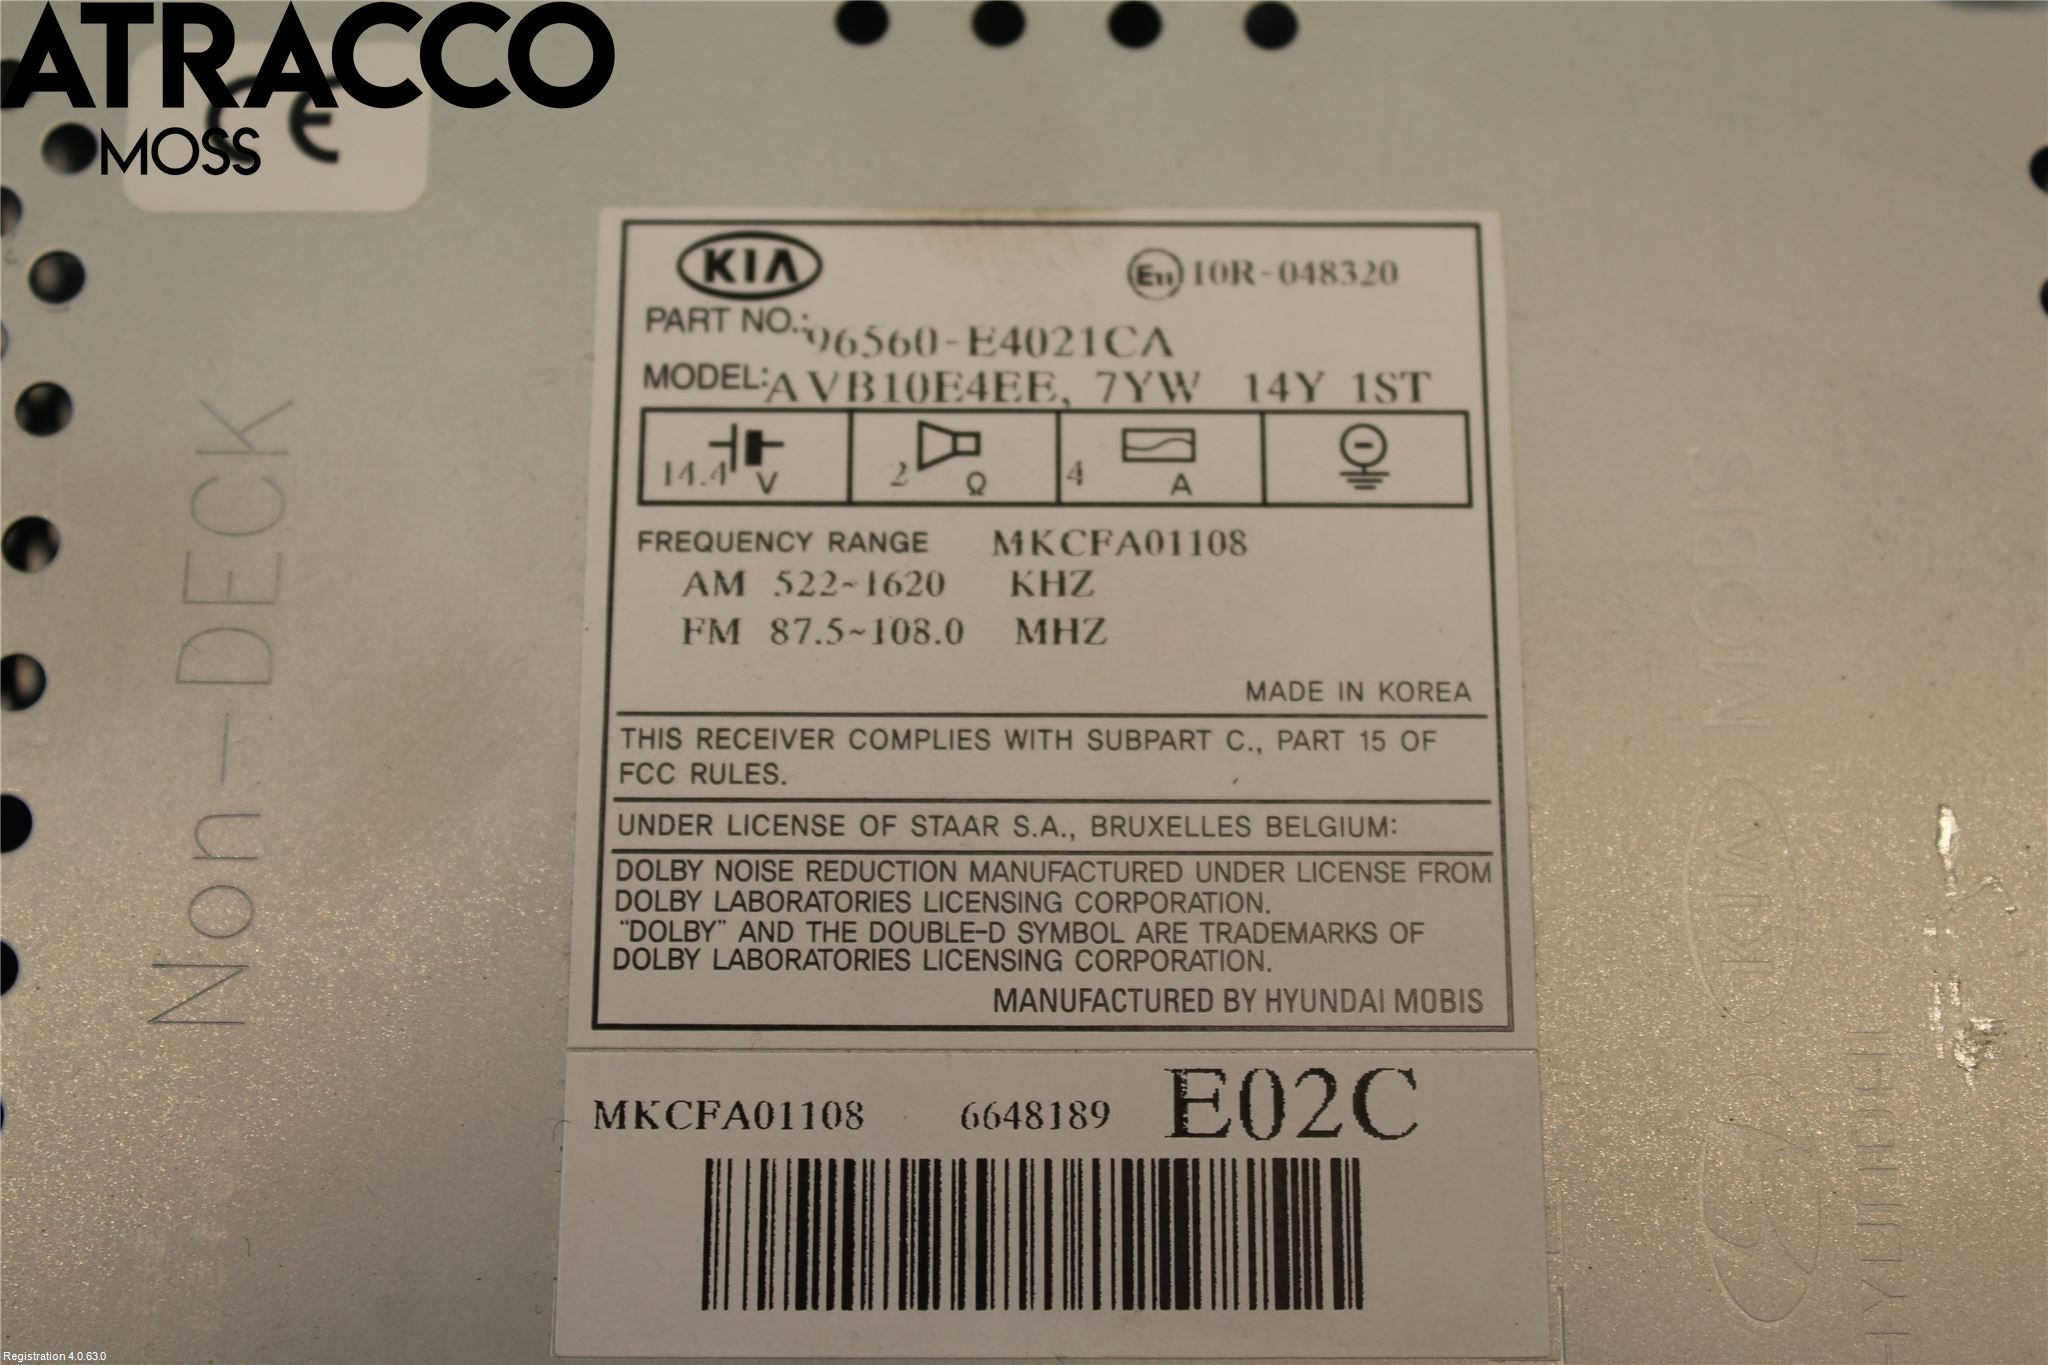 ATRACCO
MOSS
CE
KIA
E11 10R-048320
PART NO.: 96560-E4021CA
MODEL: AVB10E4EE, 7YW 14Y 1ST
14.4 V 2 Ω 4 A
FREQUENCY RANGE MKCFA01108
AM 522~1620 KHZ
FM 87.5~108.0 MHZ
MADE IN KOREA
THIS RECEIVER COMPLIES WITH SUBPART C., PART 15 OF
FCC RULES.
UNDER LICENSE OF STAAR S.A., BRUXELLES BELGIUM:
DOLBY NOISE REDUCTION MANUFACTURED UNDER LICENSE FROM
DOLBY LABORATORIES LICENSING CORPORATION.
"DOLBY" AND THE DOUBLE-D SYMBOL ARE TRADEMARKS OF
DOLBY LABORATORIES LICENSING CORPORATION.
MANUFACTURED BY HYUNDAI MOBIS
MKCFA01108 6648189 E02C
Non-DECK
MOBIS
KIA
HYUNDAI
Registration 4.0.63.0